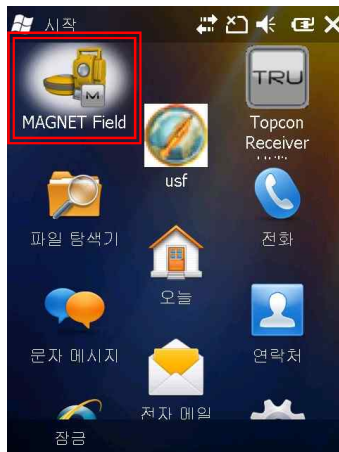 시작
TRU
M
MAGNET Field
Topcon
Receiver
usf
파일 탐색기
전화
오늘
문자 메시지
연락처
전자 메일
잠금